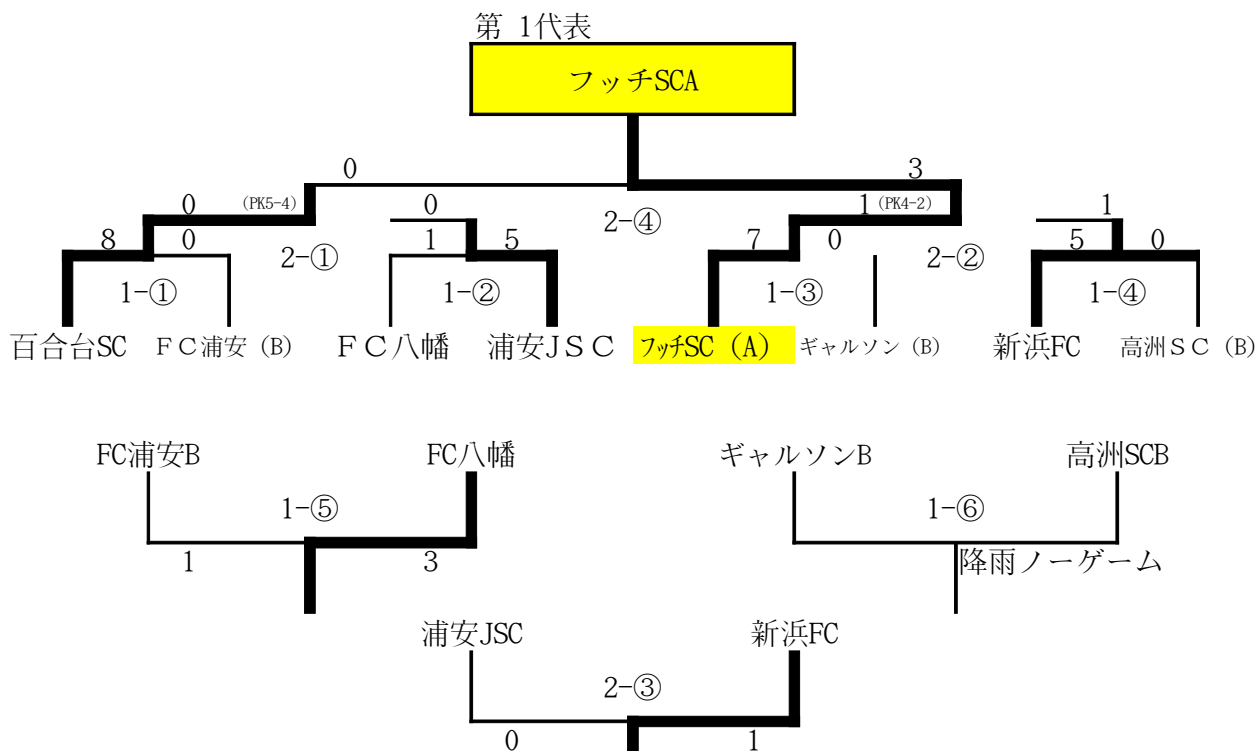 第 1代表
フッチSCA
0 3
0 (PK5-4) 0 2-④ 1 (PK4-2) 1
8 0 2-① 1 5 7 0 2-② 5 0
1-① 1-② 1-③ 1-④
百合台SC ＦＣ浦安（B） ＦＣ八幡 浦安JＳＣ フッチSC（A） ギャルソン（B） 新浜FC 高洲ＳＣ（B）
FC浦安B FC八幡 ギャルソンB 高洲SCB
1-⑤ 1-⑥
1 3 降雨ノーゲーム
浦安JSC 新浜FC
2-③
0 1